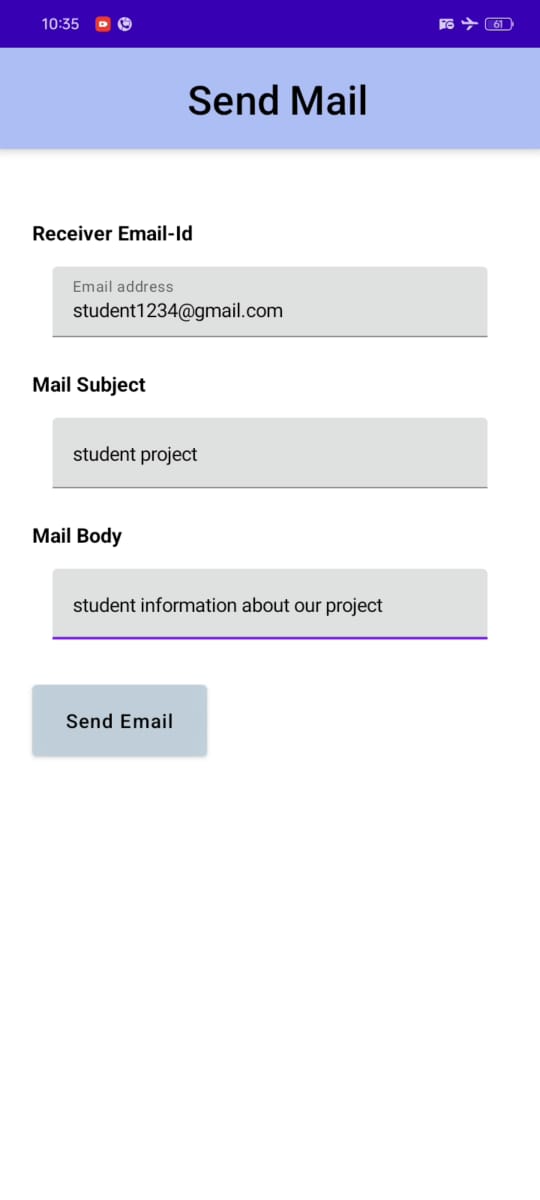 10:35
61
Send Mail
Receiver Email-Id
Email address
student1234@gmail.com
Mail Subject
student project
Mail Body
student information about our project
Send Email